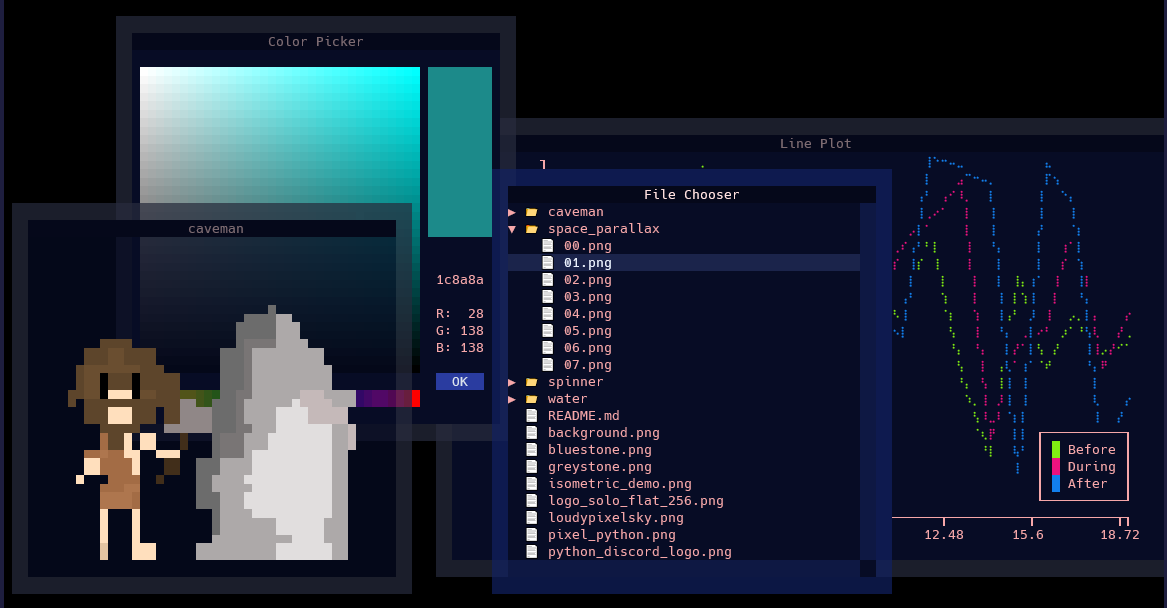 Color Picker
1c8a8a
R:  28
G: 138
B: 138
OK
Line Plot
Before
During
After
12.48 15.6 18.72
caveman
File Chooser
▶ caveman
▼ space_parallax
00.png
01.png
02.png
03.png
04.png
05.png
06.png
07.png
▶ spinner
▶ water
README.md
background.png
bluestone.png
greystone.png
isometric_demo.png
logo_solo_flat_256.png
loudypixelsky.png
pixel_python.png
python_discord_logo.png